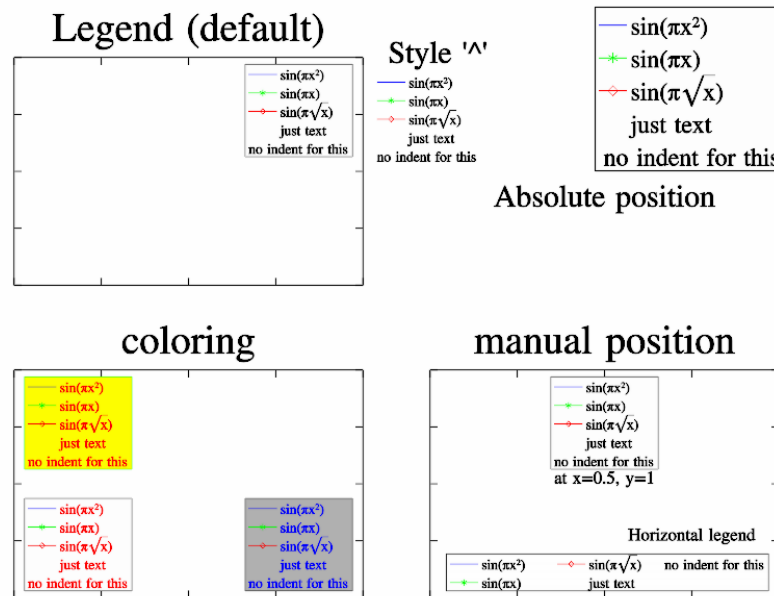 Legend (default)
sin(πx²)
sin(πx)
sin(π√x)
just text
no indent for this
Style '^'
sin(πx²)
sin(πx)
sin(π√x)
just text
no indent for this
sin(πx²)
sin(πx)
sin(π√x)
just text
no indent for this
Absolute position
coloring
sin(πx²)
sin(πx)
sin(π√x)
just text
no indent for this
sin(πx²)
sin(πx)
sin(π√x)
just text
no indent for this
sin(πx²)
sin(πx)
sin(π√x)
just text
no indent for this
manual position
sin(πx²)
sin(πx)
sin(π√x)
just text
no indent for this
at x=0.5, y=1
Horizontal legend
sin(πx²) sin(π√x) no indent for this
sin(πx) just text